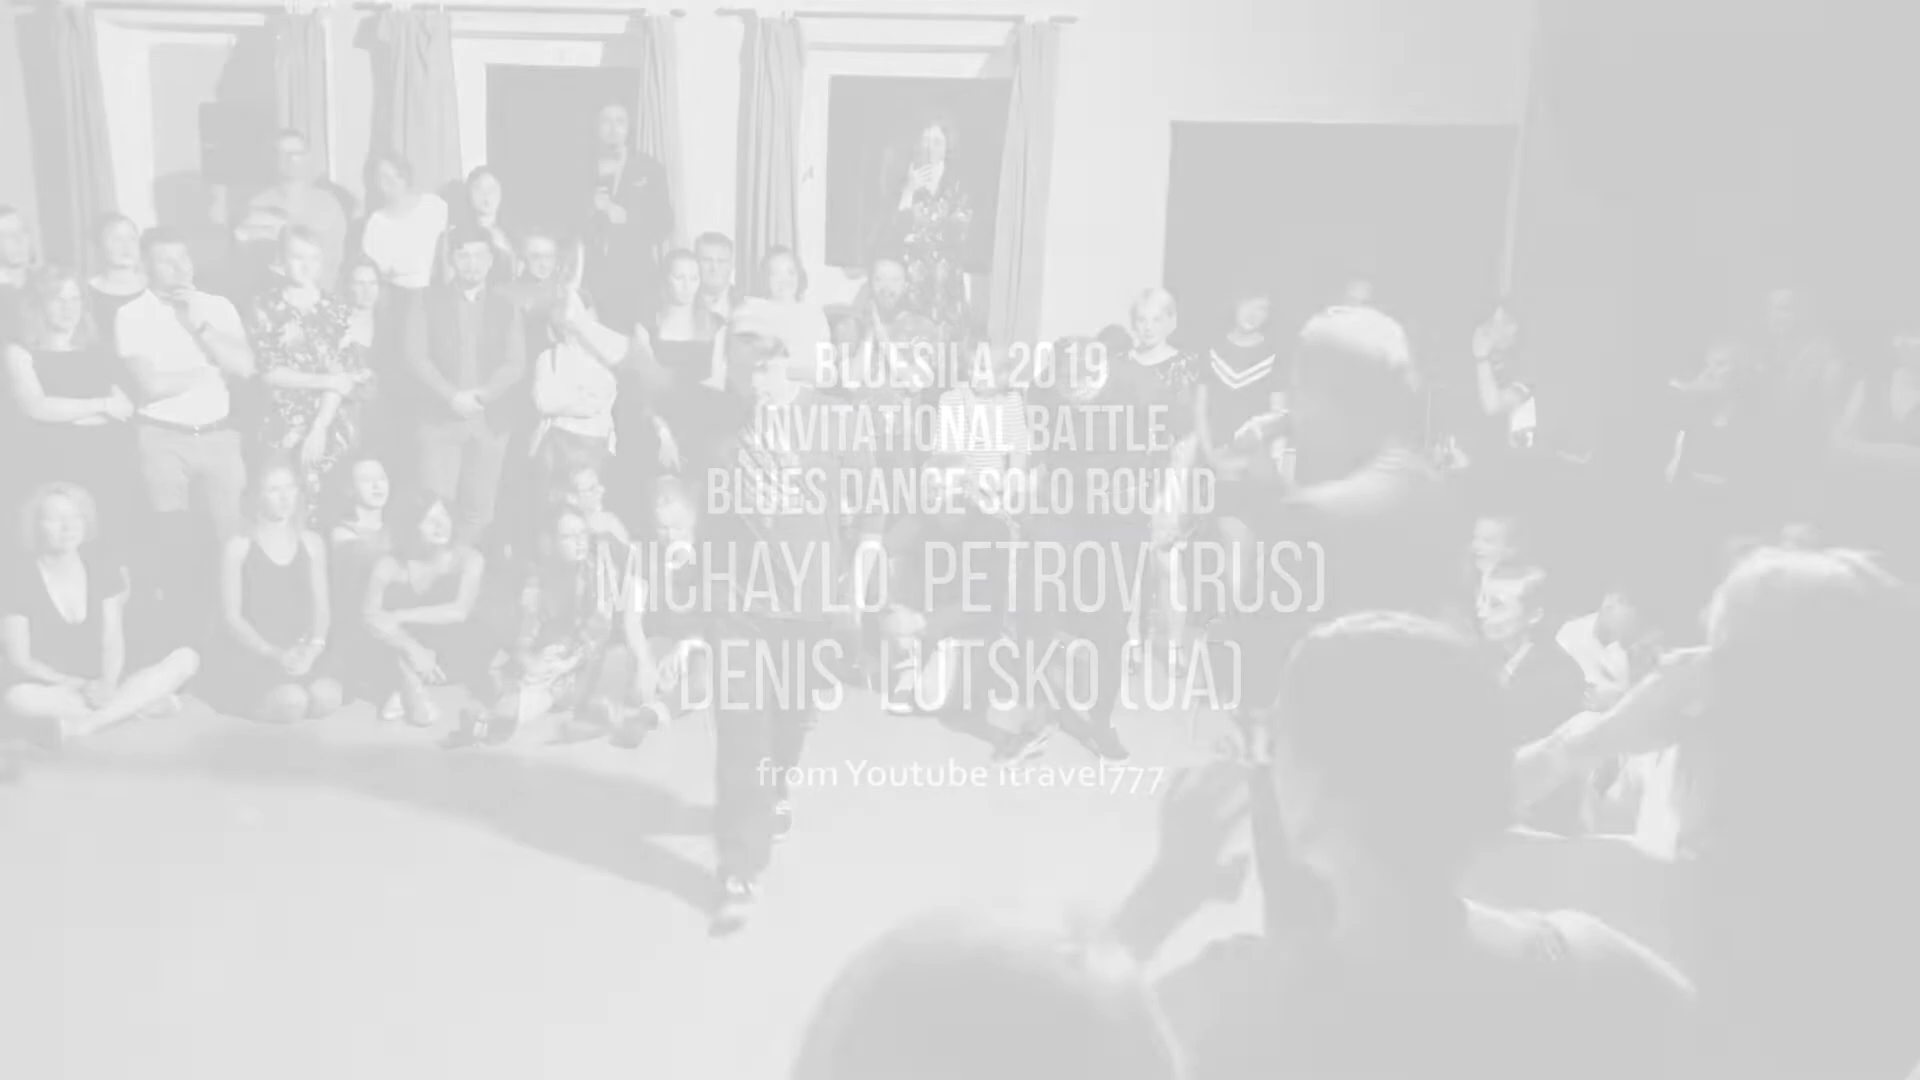 BLUESILA 2019
INVITATIONAL BATTLE
BLUES DANCE SOLO ROUND
MICHAYLO PETROV (RUS)
DENIS LUTSKO (UA)
from Youtube itravel777